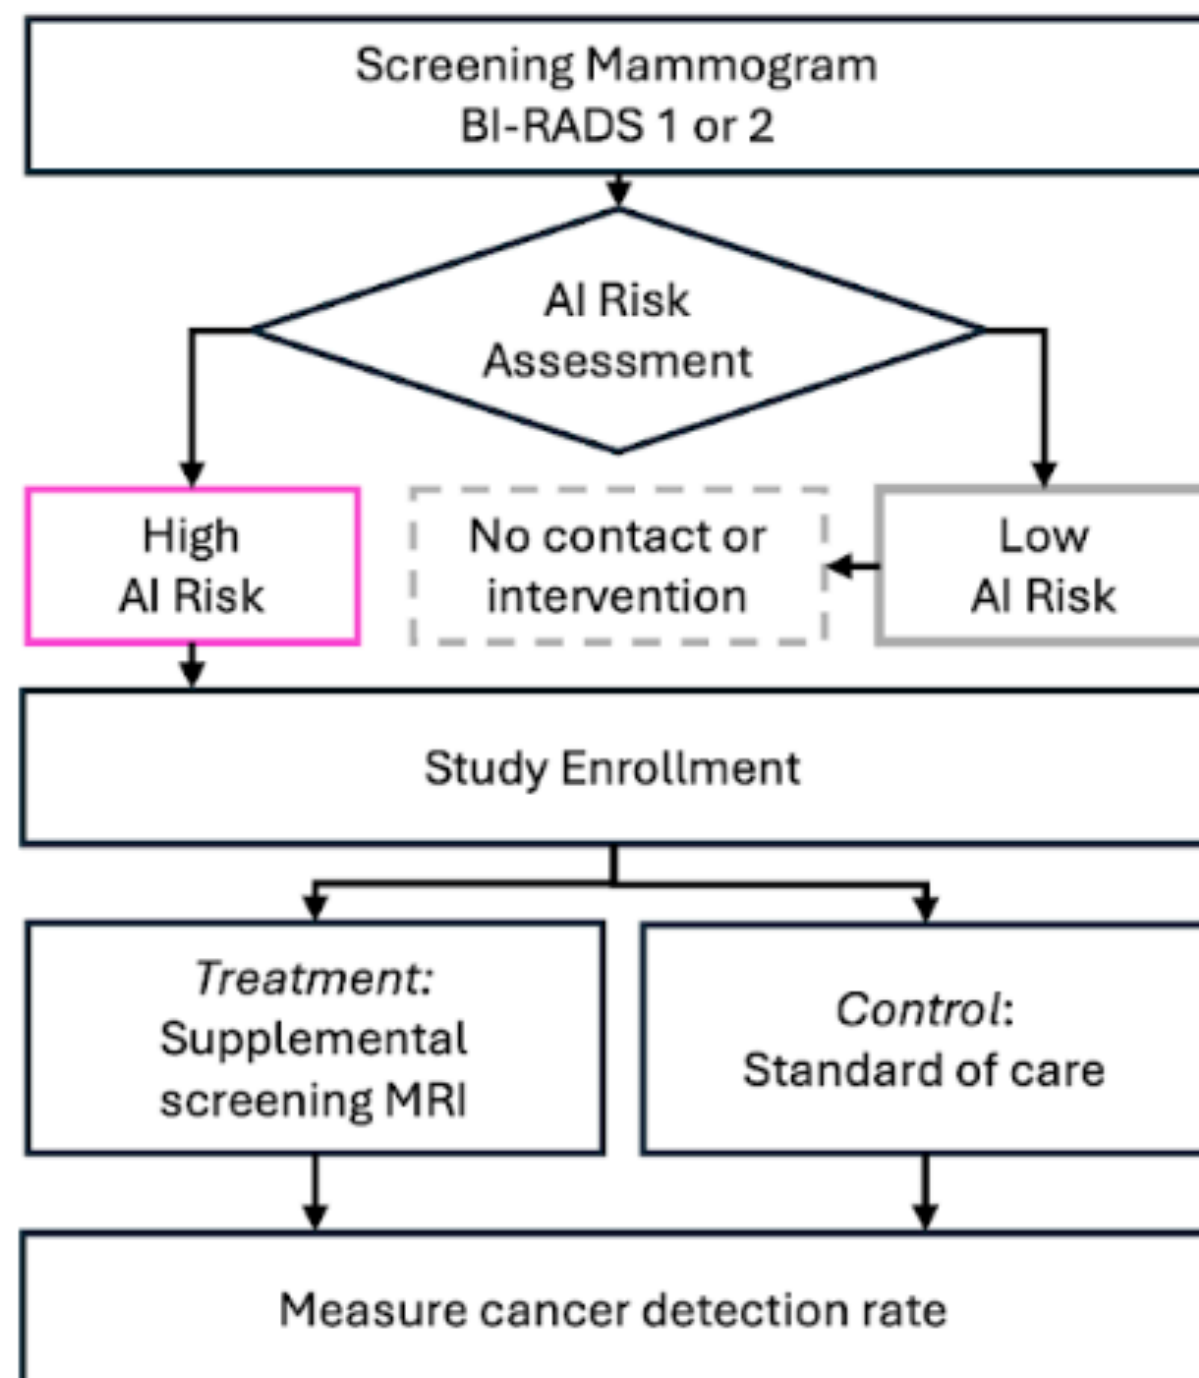 Screening Mammogram
BI-RADS 1 or 2
AI Risk
Assessment
High
AI Risk
No contact or
intervention
Low
AI Risk
Study Enrollment
Treatment:
Supplemental
screening MRI
Control:
Standard of care
Measure cancer detection rate